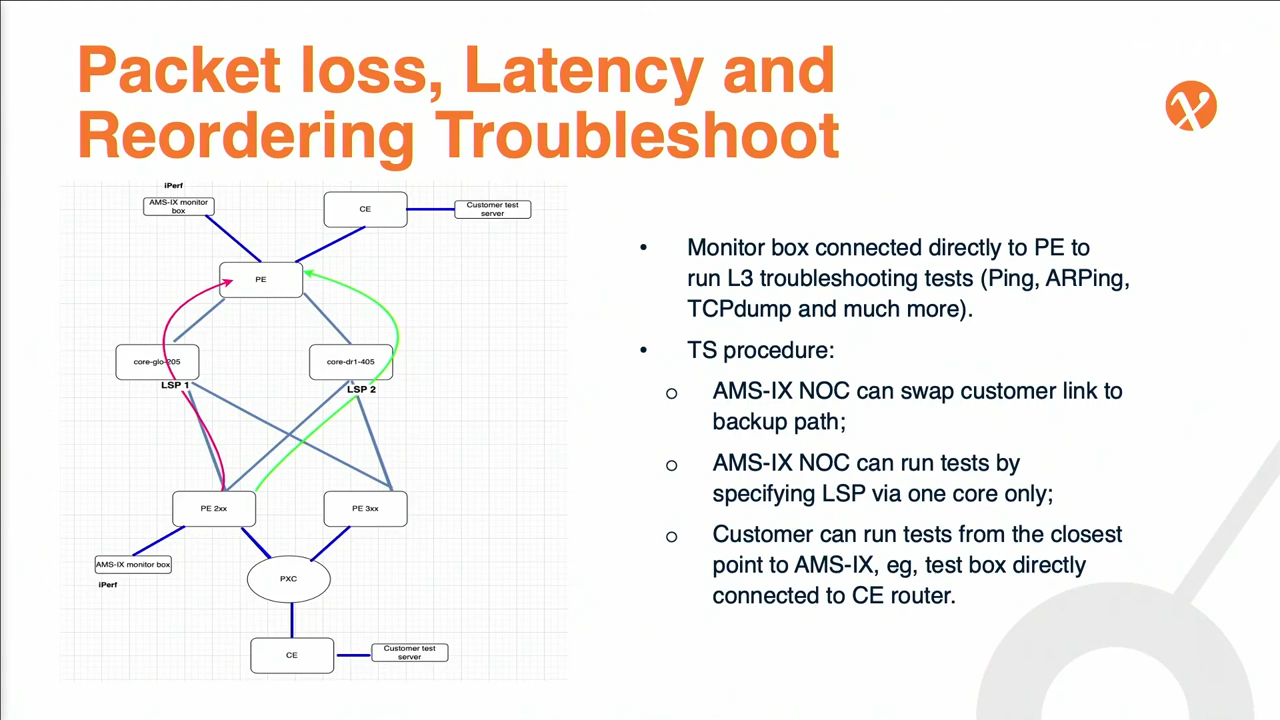 Packet loss, Latency and
Reordering Troubleshoot
iPerf
AMS-IX monitor
box
CE
Customer test
server
PE
core-glo-205
core-dr1-405
LSP 1
LSP 2
PE 2xx
PE 3xx
AMS-IX monitor box
iPerf
PXC
CE
Customer test
server
• Monitor box connected directly to PE to
run L3 troubleshooting tests (Ping, ARPing,
TCPdump and much more).
• TS procedure:
o AMS-IX NOC can swap customer link to
backup path;
o AMS-IX NOC can run tests by
specifying LSP via one core only;
o Customer can run tests from the closest
point to AMS-IX, eg, test box directly
connected to CE router.